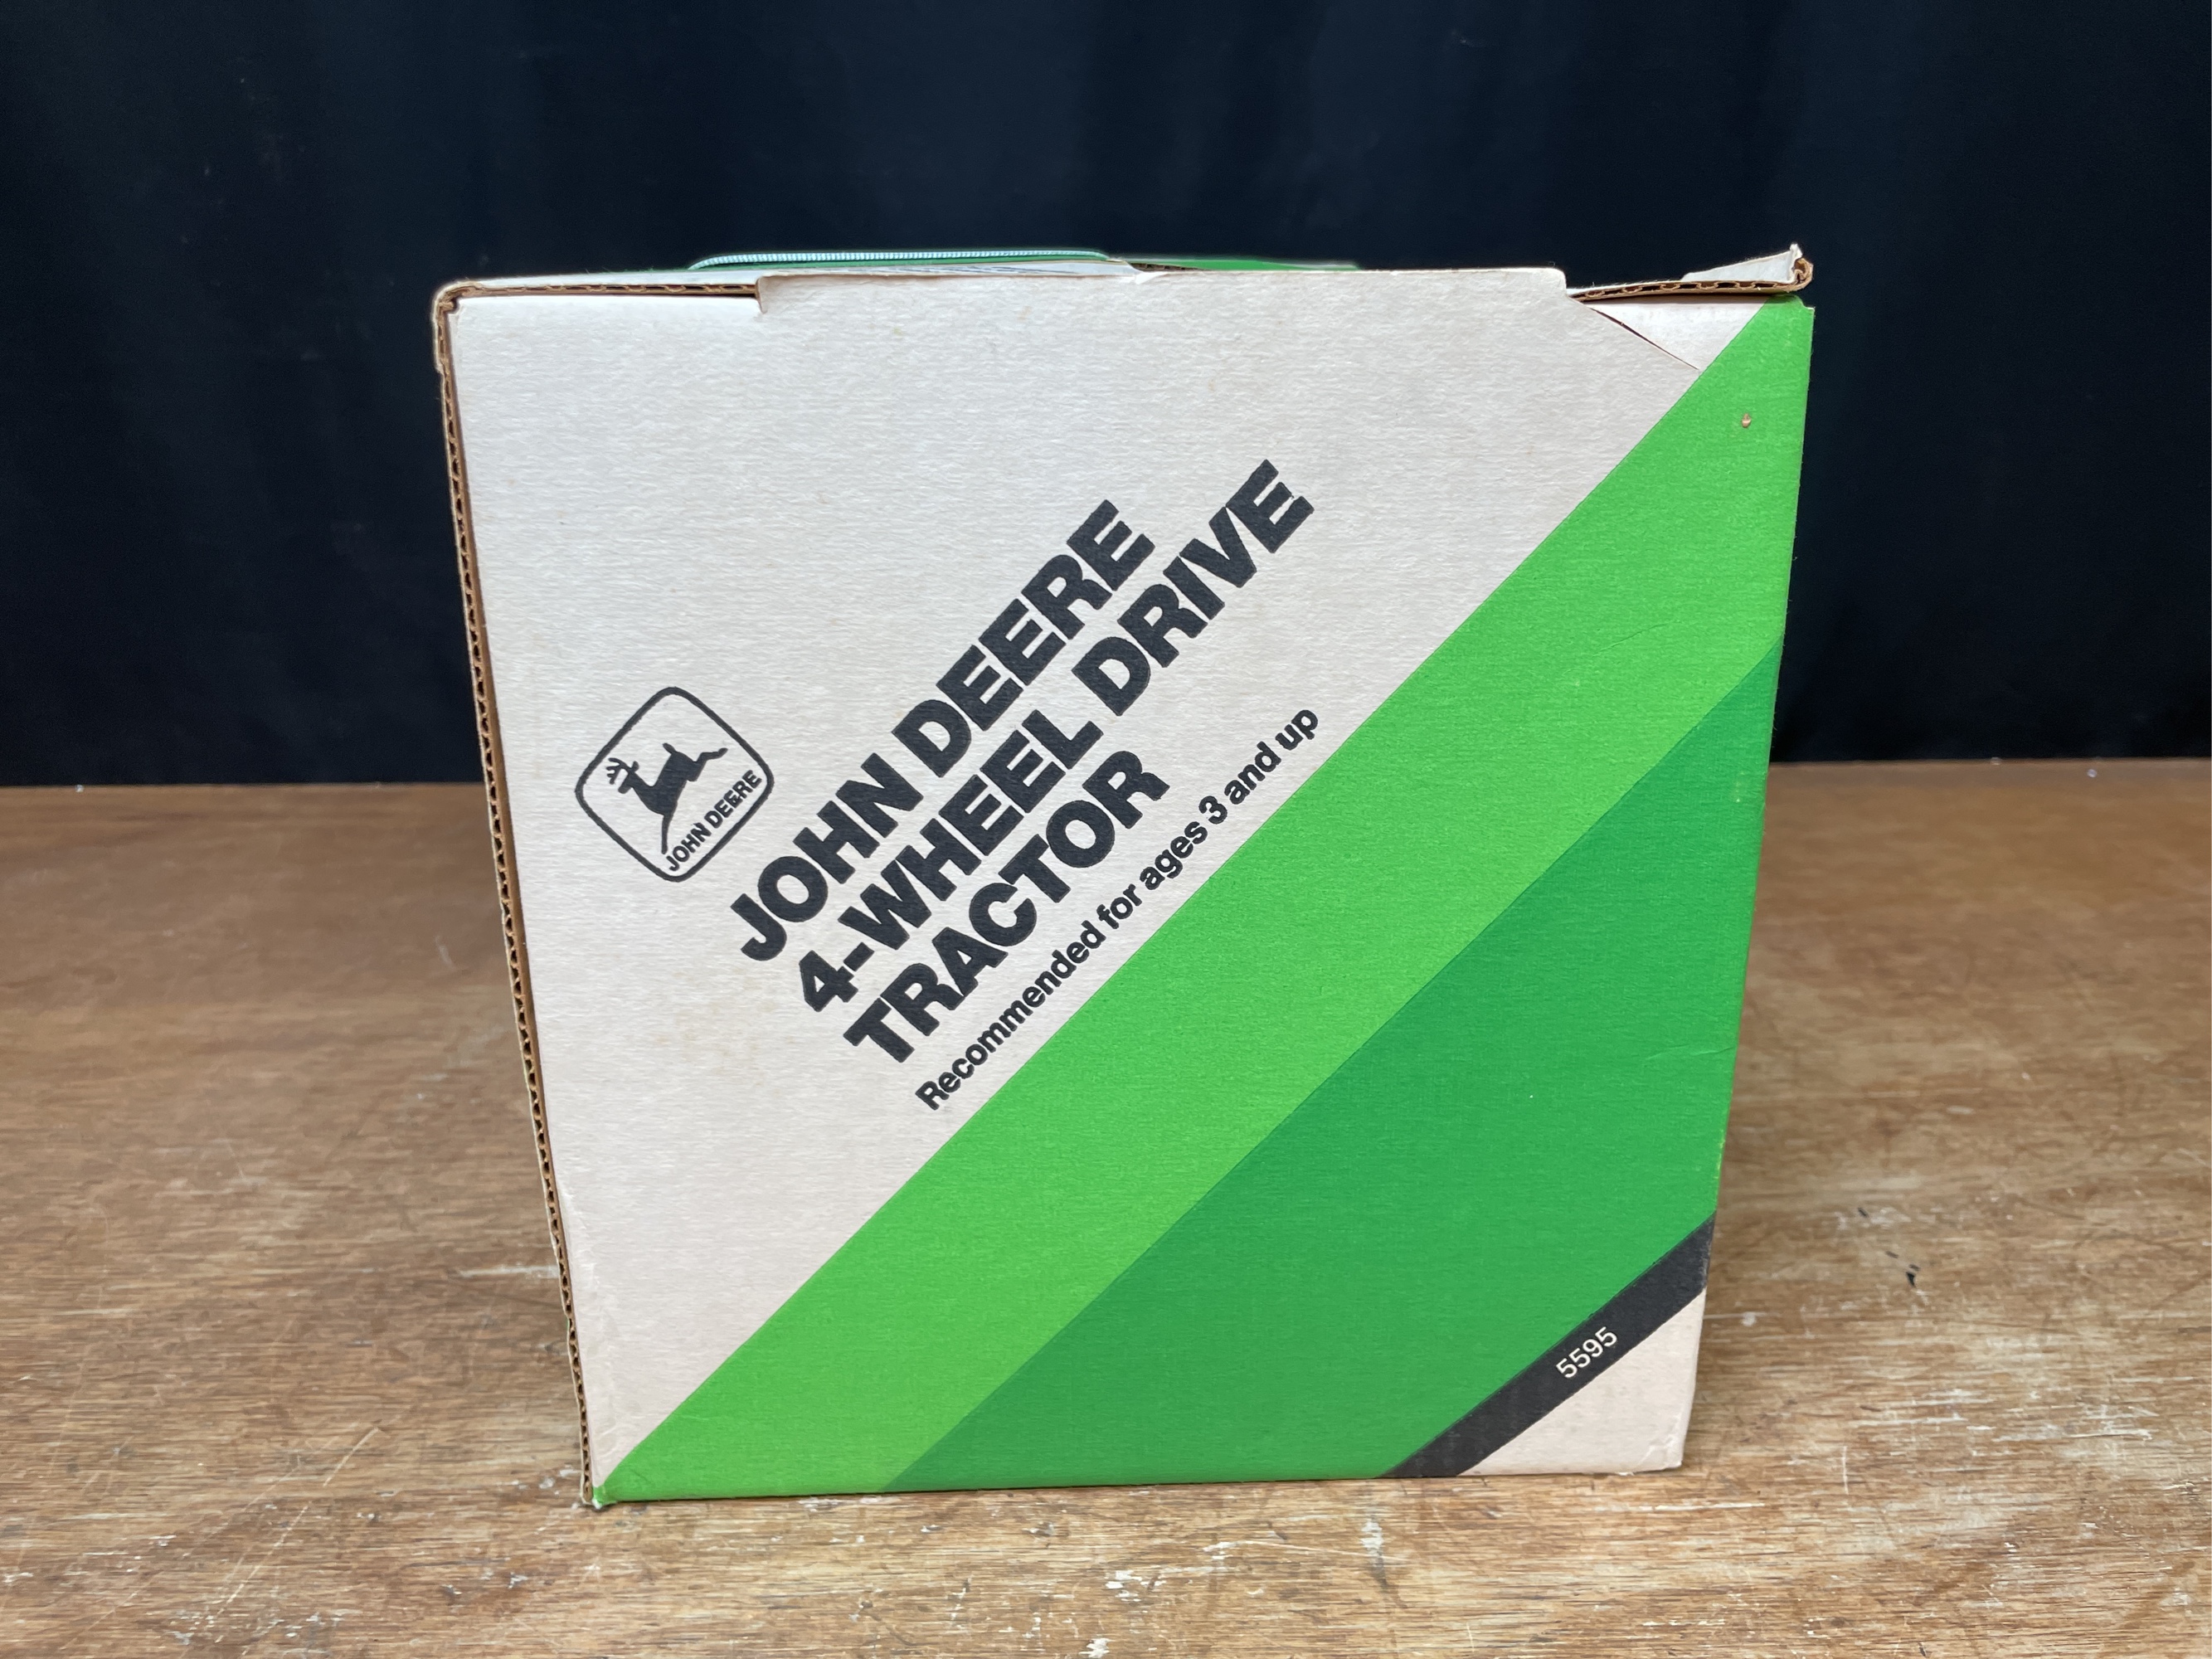 JOHN DEERE
JOHN DEERE
4-WHEEL DRIVE
TRACTOR
Recommended for ages 3 and up
5595